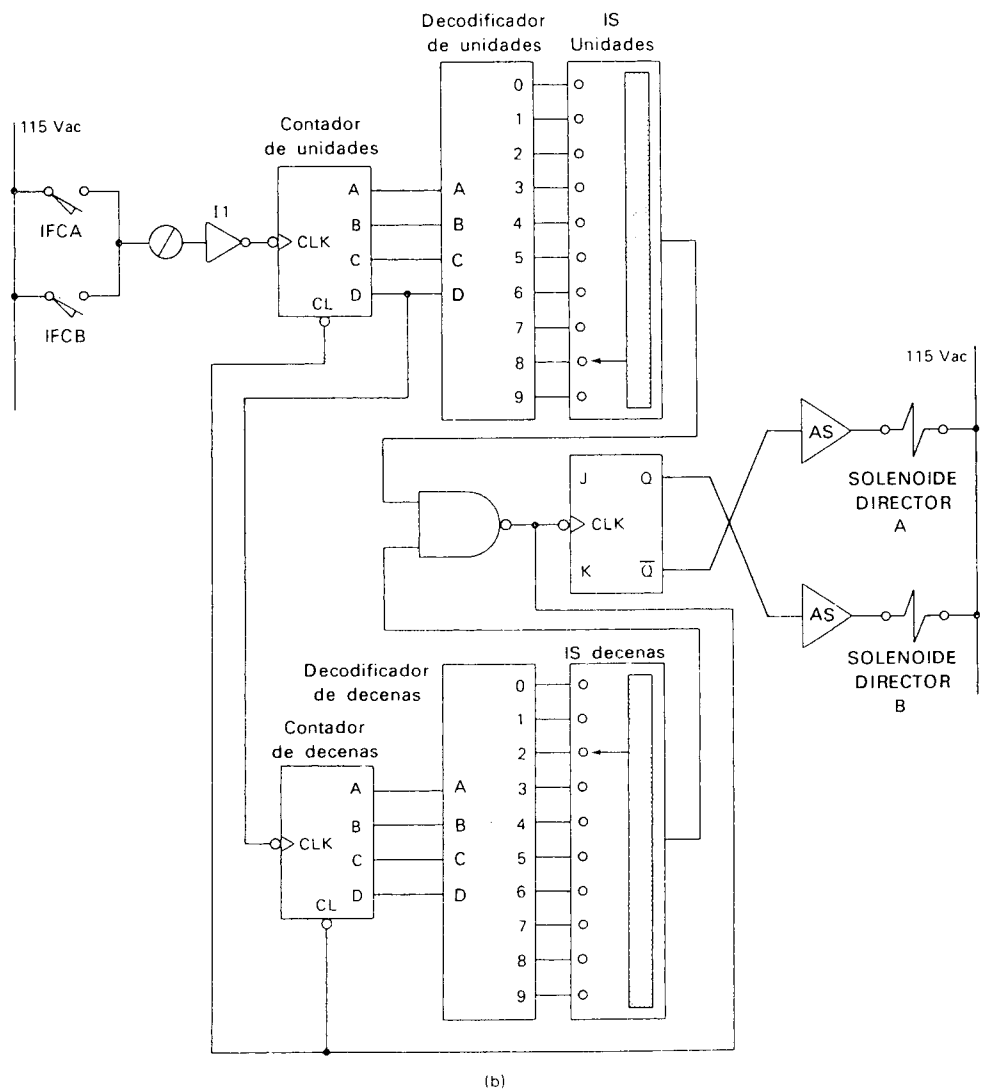 Decodificador
de unidades
IS
Unidades
115 Vac
Contador
de unidades
IFCA
IFCB
I1
CLK
CL
A
B
C
D
A
B
C
D
0
1
2
3
4
5
6
7
8
9
J
Q
CLK
K
Q̅
115 Vac
AS
SOLENOIDE
DIRECTOR
A
AS
SOLENOIDE
DIRECTOR
B
Decodificador
de decenas
IS decenas
Contador
de decenas
CLK
CL
A
B
C
D
A
B
C
D
0
1
2
3
4
5
6
7
8
9
(b)